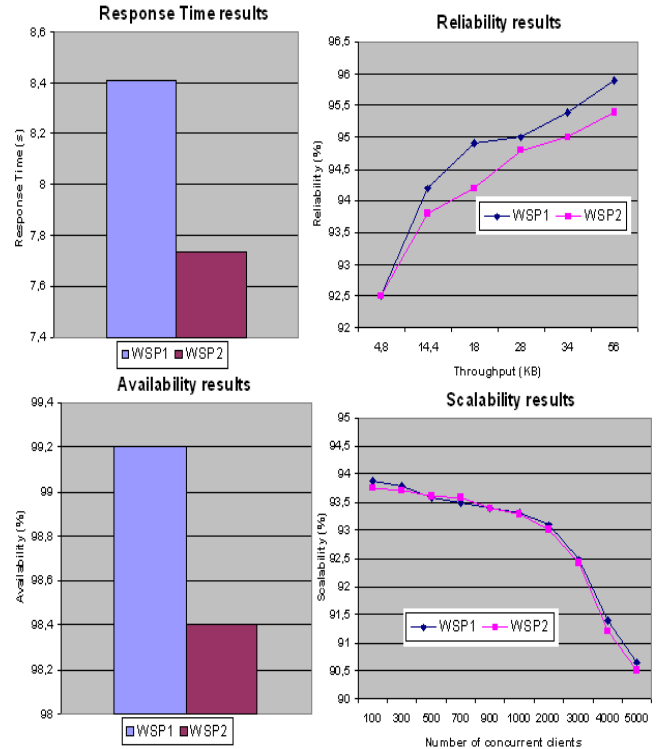 Response Time results
8,6
8,4
8,2
8
7,8
7,6
7,4
Response Time (s)
WSP1 WSP2
Reliability results
96,5
96
95,5
95
94,5
94
93,5
93
92,5
92
Reliability (%)
WSP1
WSP2
4,8 14,4 18 28 34 56
Throughput (KB)
Availability results
99,4
99,2
99
98,8
98,6
98,4
98,2
98
Availability (%)
WSP1 WSP2
Scalability results
95
94,5
94
93,5
93
92,5
92
91,5
91
90,5
90
Scalability (%)
WSP1 WSP2
100 300 500 700 900 1000 2000 3000 4000 5000
Number of concurrent clients